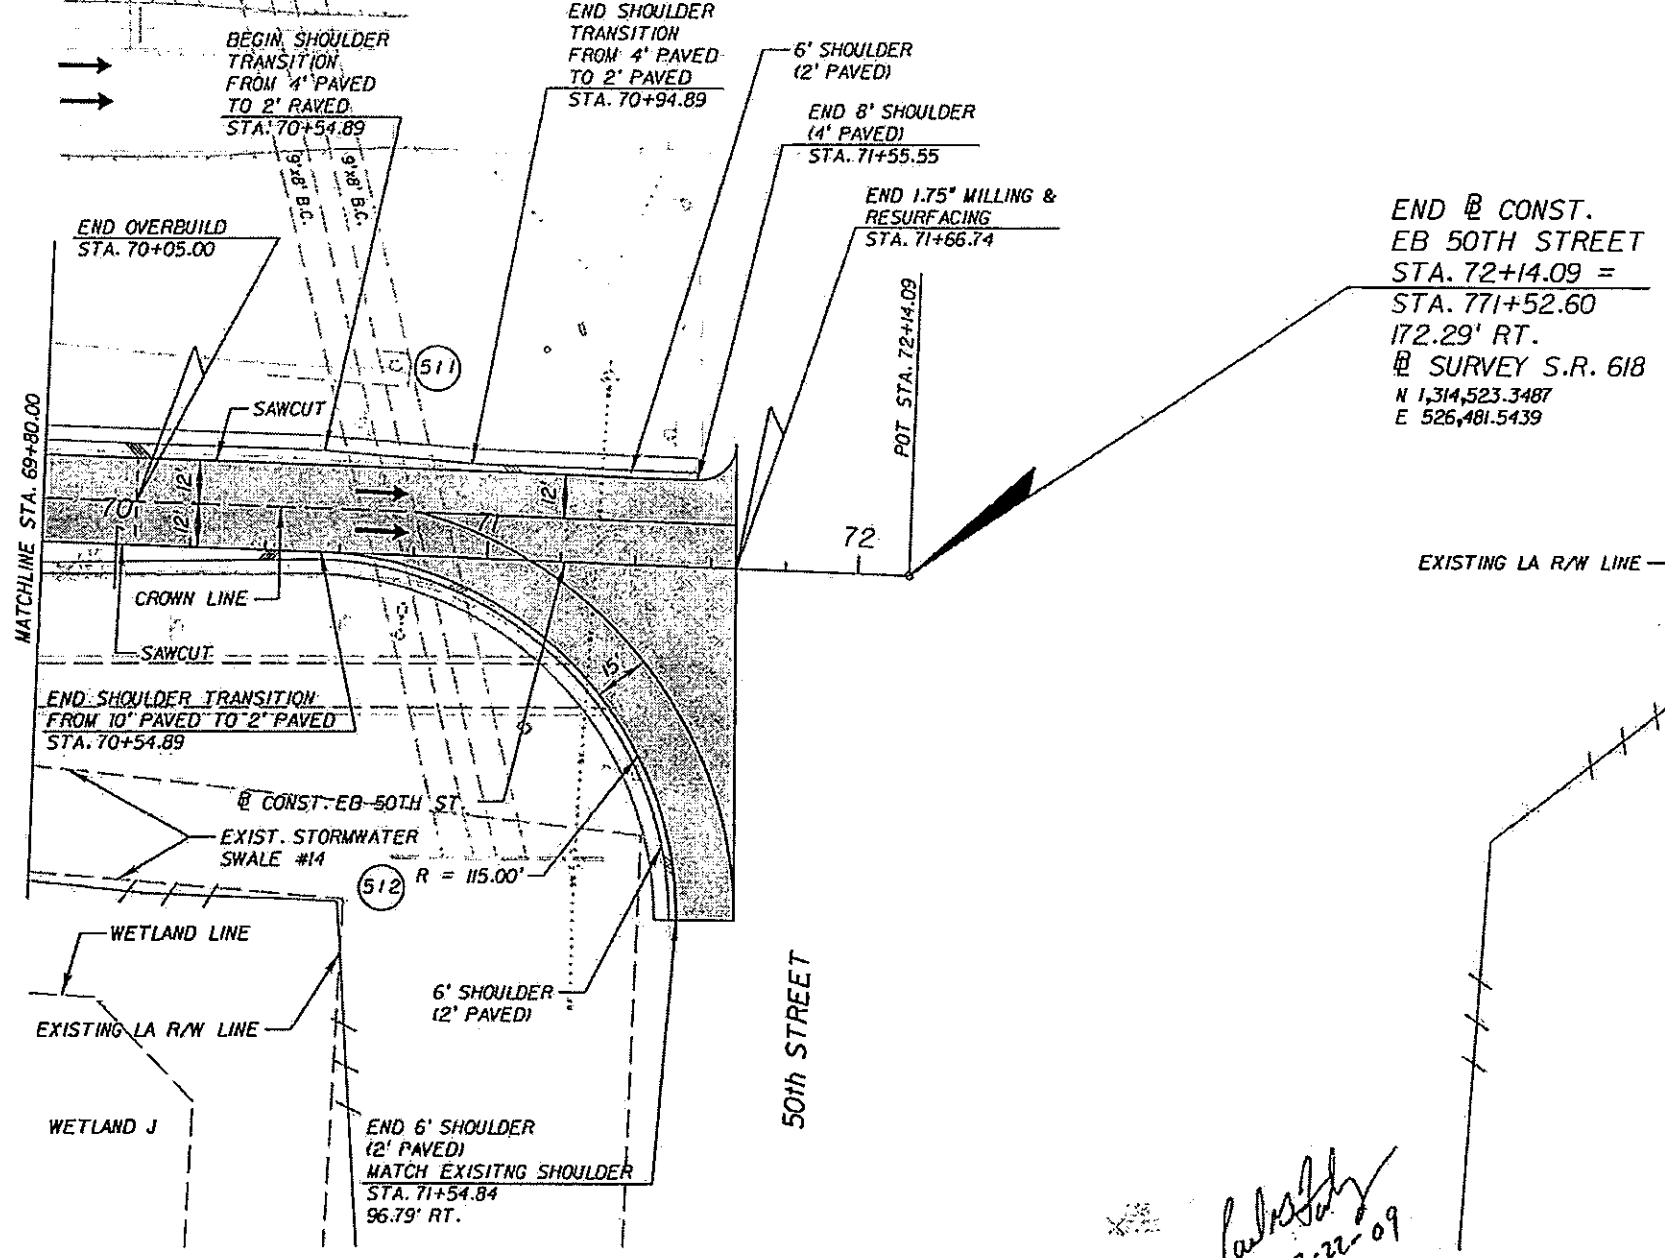 BEGIN SHOULDER
TRANSITION
FROM 4' PAVED
TO 2' PAVED
STA. 70+54.89
END SHOULDER
TRANSITION
FROM 4' PAVED
TO 2' PAVED
STA. 70+94.89
6' SHOULDER
(2' PAVED)
END 8' SHOULDER
(4' PAVED)
STA. 71+55.55
END 1.75" MILLING &
RESURFACING
STA. 71+66.74
END ⅊ CONST.
EB 50TH STREET
STA. 72+14.09 =
STA. 771+52.60
172.29' RT.
⅊ SURVEY S.R. 618
N 1,314,523.3487
E 526,481.5439
9'x8' B.C.
9'x8' B.C.
END OVERBUILD
STA. 70+05.00
POT STA. 72+14.09
511
SAWCUT
MATCHLINE STA. 69+80.00
70
12'
12'
12'
71
72
EXISTING LA R/W LINE
CROWN LINE
SAWCUT
15'
END SHOULDER TRANSITION
FROM 10' PAVED TO 2' PAVED
STA. 70+54.89
⅊ CONST. EB 50TH ST.
EXIST. STORMWATER
SWALE #14
512
R = 115.00'
WETLAND LINE
6' SHOULDER
(2' PAVED)
EXISTING LA R/W LINE
50th STREET
WETLAND J
END 6' SHOULDER
(2' PAVED)
MATCH EXISITNG SHOULDER
STA. 71+54.84
96.79' RT.
22-09